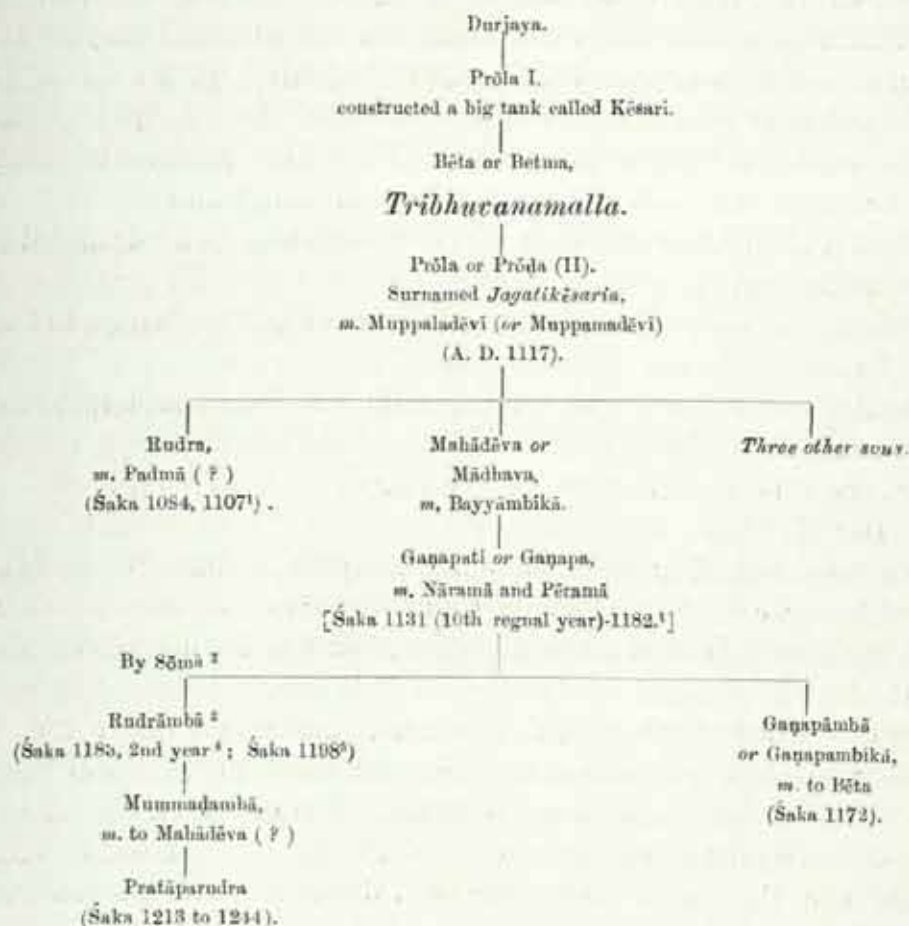 Durjaya.
Prōla I.
constructed a big tank called Kēsari.
Bēta or Betma,
Tribhuvanamalla.
Prōla or Prōḍa (II).
Surnamed Jagatikēsaria,
m. Muppaladēvi (or Muppamadēvi)
(A. D. 1117).
Rudra,
m. Padmā ( ? )
(Śaka 1084, 1107¹) .
Mahādēva or
Mādhava,
m, Bayyāmbikā.
Three other sons.
Gaṇapati or Gaṇapa,
m. Nāramā and Pēramā
[Śaka 1131 (10th regnal year)-1182.¹]
By Sōmā ²
Rudrāmbā ²
(Śaka 1185, 2nd year ⁴ ; Śaka 1198⁵)
Gaṇapāmbā
or Gaṇapambikā,
m. to Bēta
(Śaka 1172).
Mummaḍambā,
m. to Mahādēva ( ? )
Pratāparudra
(Śaka 1213 to 1244).